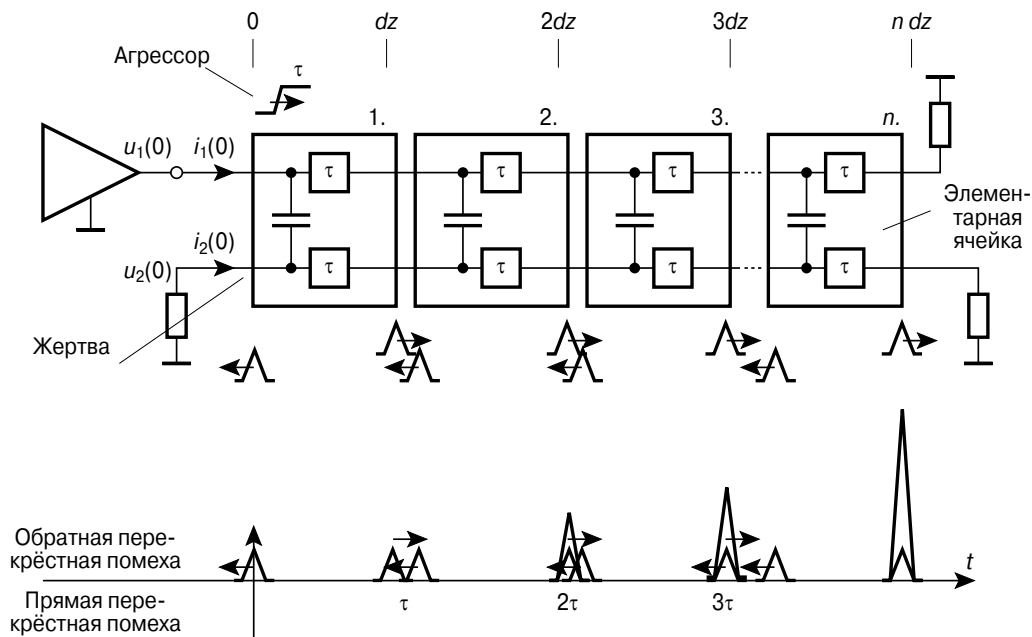 0 dz 2dz 3dz n dz
Агрессор
τ
1. 2. 3. n.
u₁(0) i₁(0)
τ τ τ τ
Элемен-
тарная
ячейка
i₂(0)
u₂(0)
τ τ τ τ
Жертва
Обратная пере-
крёстная помеха
t
Прямая пере-
крёстная помеха
τ 2τ 3τ